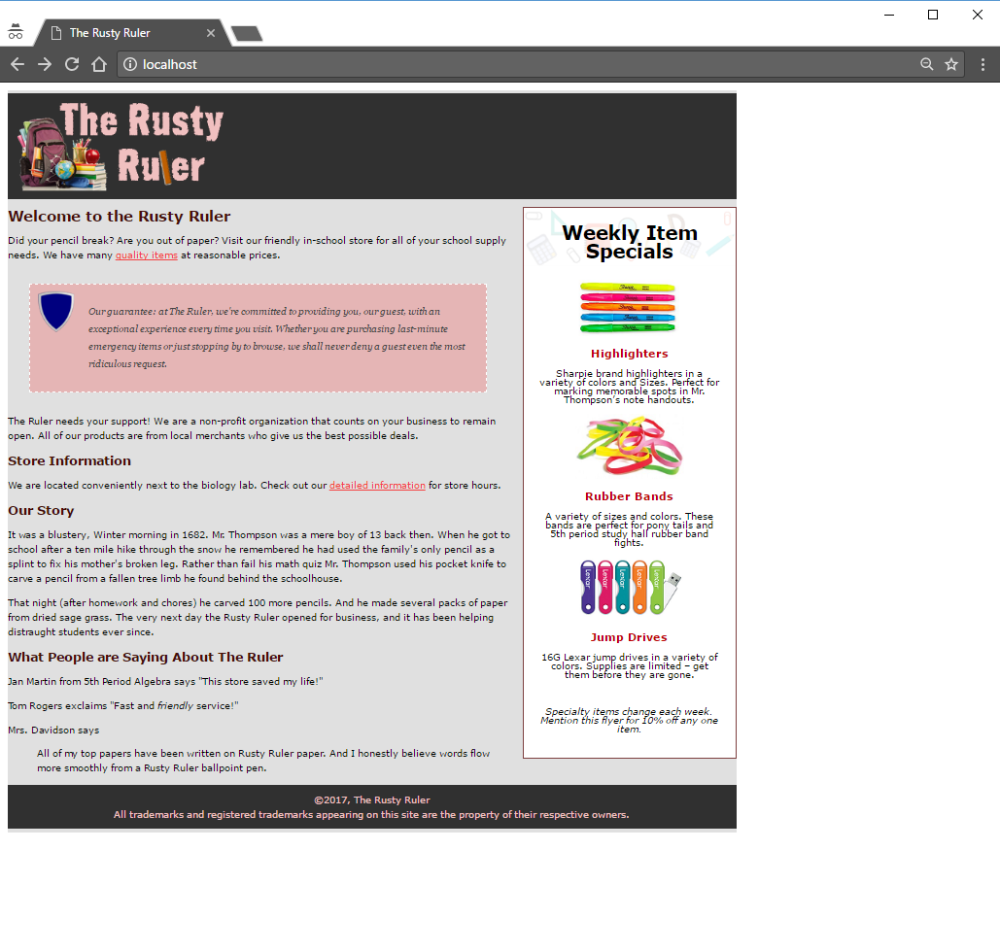 The Rusty Ruler
localhost
The Rusty
Ruler
Welcome to the Rusty Ruler
Did your pencil break? Are you out of paper? Visit our friendly in-school store for all of your school supply
needs. We have many quality items at reasonable prices.
Our guarantee: at The Ruler, we're committed to providing you, our guest, with an
exceptional experience every time you visit. Whether you are purchasing last-minute
emergency items or just stopping by to browse, we shall never deny a guest even the most
ridiculous request.
The Ruler needs your support! We are a non-profit organization that counts on your business to remain
open. All of our products are from local merchants who give us the best possible deals.
Store Information
We are located conveniently next to the biology lab. Check out our detailed information for store hours.
Our Story
It was a blustery, Winter morning in 1682. Mr. Thompson was a mere boy of 13 back then. When he got to
school after a ten mile hike through the snow he remembered he had used the family's only pencil as a
splint to fix his mother's broken leg. Rather than fail his math quiz Mr. Thompson used his pocket knife to
carve a pencil from a fallen tree limb he found behind the schoolhouse.
That night (after homework and chores) he carved 100 more pencils. And he made several packs of paper
from dried sage grass. The very next day the Rusty Ruler opened for business, and it has been helping
distraught students ever since.
What People are Saying About The Ruler
Jan Martin from 5th Period Algebra says "This store saved my life!"
Tom Rogers exclaims "Fast and friendly service!"
Mrs. Davidson says
All of my top papers have been written on Rusty Ruler paper. And I honestly believe words flow
more smoothly from a Rusty Ruler ballpoint pen.
Weekly Item
Specials
Highlighters
Sharpie brand highlighters in a
variety of colors and Sizes. Perfect for
marking memorable spots in Mr.
Thompson's note handouts.
Rubber Bands
A variety of sizes and colors. These
bands are perfect for pony tails and
5th period study hall rubber band
fights.
Lexar Lexar Lexar Lexar Lexar
Jump Drives
16G Lexar jump drives in a variety of
colors. Supplies are limited – get
them before they are gone.
Specialty items change each week.
Mention this flyer for 10% off any one
item.
©2017, The Rusty Ruler
All trademarks and registered trademarks appearing on this site are the property of their respective owners.